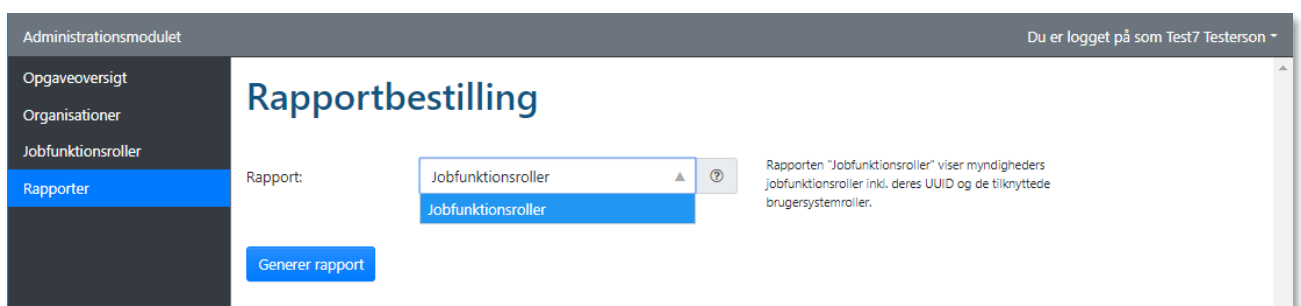 Administrationsmodulet
Du er logget på som Test7 Testerson
Opgaveoversigt
Organisationer
Jobfunktionsroller
Rapporter
Rapportbestilling
Rapport:
Jobfunktionsroller
Jobfunktionsroller
Rapporten "Jobfunktionsroller" viser myndigheders
jobfunktionsroller inkl. deres UUID og de tilknyttede
brugersystemroller.
Generer rapport